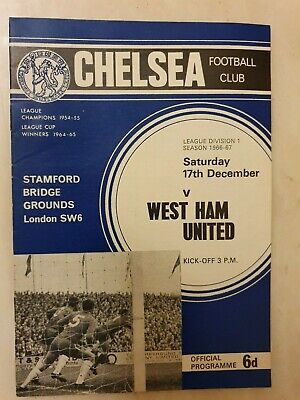 CHELSEA
FOOTBALL
CLUB
LEAGUE
CHAMPIONS 1954-55
LEAGUE CUP
WINNERS 1964-65
STAMFORD
BRIDGE
GROUNDS
London SW6
LEAGUE DIVISION 1
SEASON 1966-67
Saturday
17th December
v
WEST HAM
UNITED
KICK-OFF 3 P.M.
OFFICIAL
PROGRAMME
6d